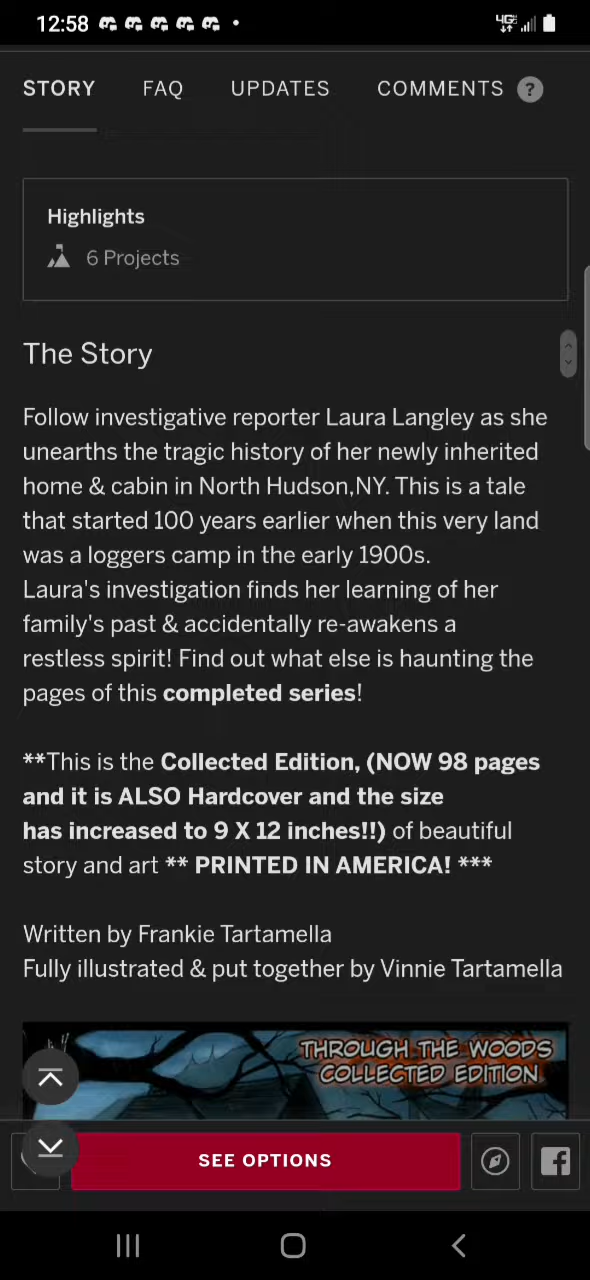 12:58
4G
STORY FAQ UPDATES COMMENTS ?
Highlights
6 Projects
The Story
Follow investigative reporter Laura Langley as she
unearths the tragic history of her newly inherited
home & cabin in North Hudson,NY. This is a tale
that started 100 years earlier when this very land
was a loggers camp in the early 1900s.
Laura's investigation finds her learning of her
family's past & accidentally re-awakens a
restless spirit! Find out what else is haunting the
pages of this completed series!
**This is the Collected Edition, (NOW 98 pages
and it is ALSO Hardcover and the size
has increased to 9 X 12 inches!!) of beautiful
story and art ** PRINTED IN AMERICA! ***
Written by Frankie Tartamella
Fully illustrated & put together by Vinnie Tartamella
THROUGH THE WOODS
COLLECTED EDITION
SEE OPTIONS